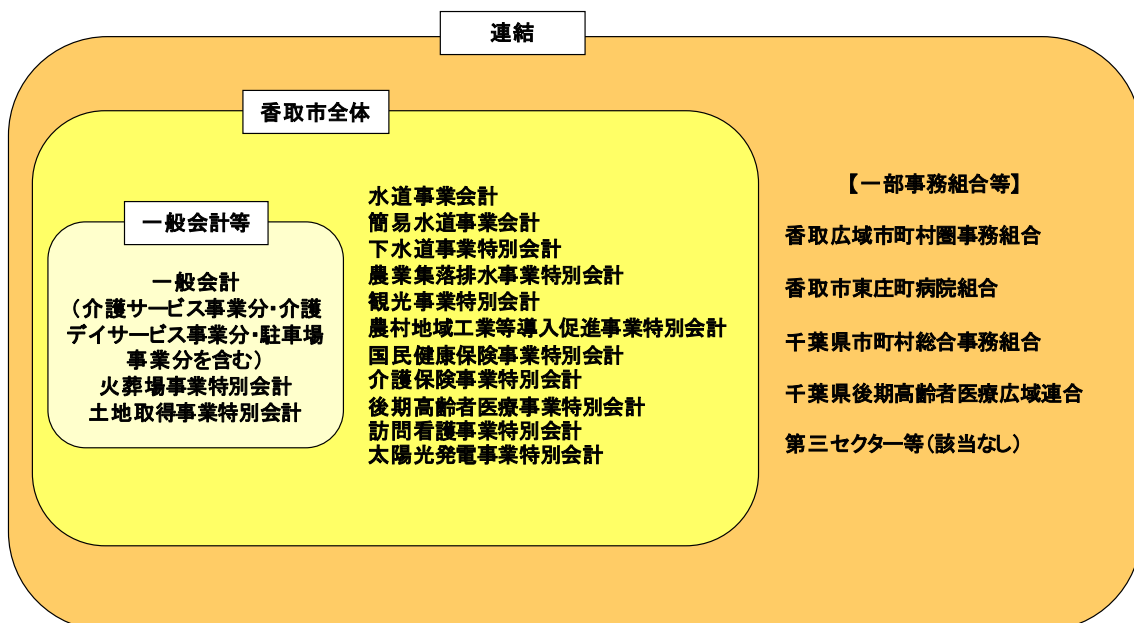 連結
香取市全体
一般会計等
一般会計
（介護サービス事業分・介護
デイサービス事業分・駐車場
事業分を含む）
火葬場事業特別会計
土地取得事業特別会計
水道事業会計
簡易水道事業会計
下水道事業特別会計
農業集落排水事業特別会計
観光事業特別会計
農村地域工業等導入促進事業特別会計
国民健康保険事業特別会計
介護保険事業特別会計
後期高齢者医療事業特別会計
訪問看護事業特別会計
太陽光発電事業特別会計
【一部事務組合等】
香取広域市町村圏事務組合
香取市東庄町病院組合
千葉県市町村総合事務組合
千葉県後期高齢者医療広域連合
第三セクター等（該当なし）